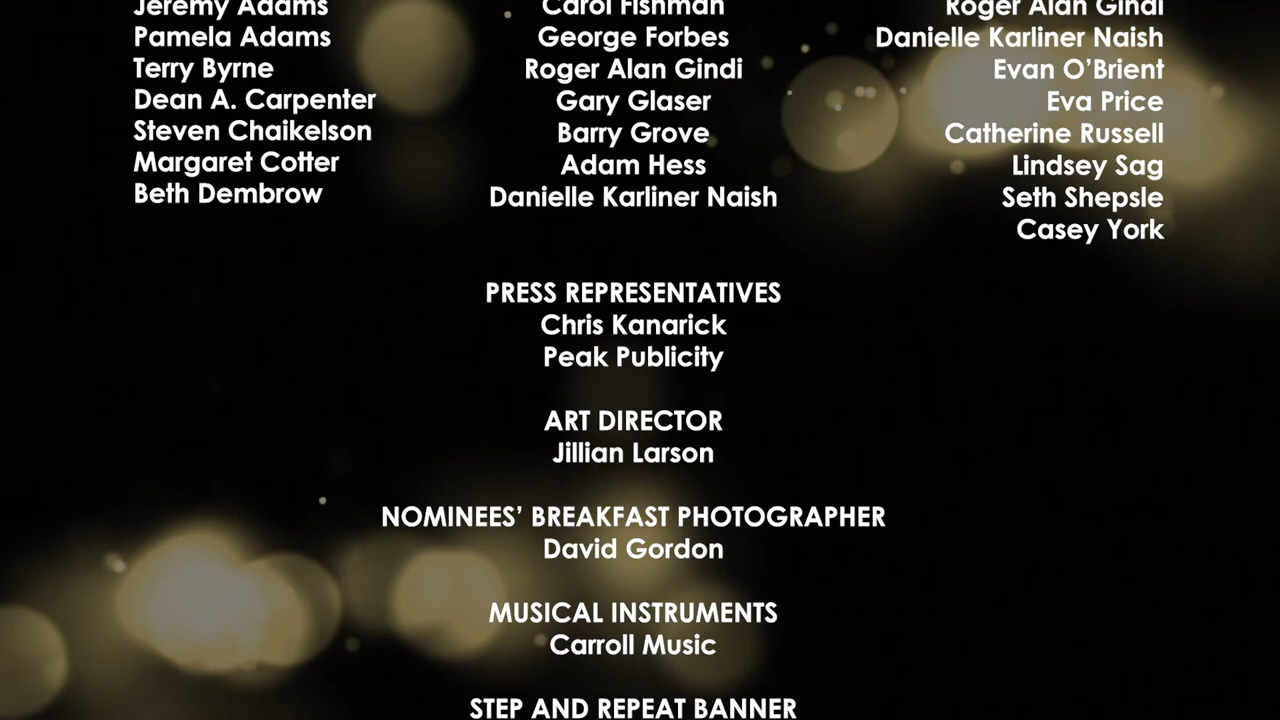 Jeremy Adams
Pamela Adams
Terry Byrne
Dean A. Carpenter
Steven Chaikelson
Margaret Cotter
Beth Dembrow
Carol Fishman
George Forbes
Roger Alan Gindi
Gary Glaser
Barry Grove
Adam Hess
Danielle Karliner Naish
Roger Alan Gindi
Danielle Karliner Naish
Evan O’Brient
Eva Price
Catherine Russell
Lindsey Sag
Seth Shepsle
Casey York
PRESS REPRESENTATIVES
Chris Kanarick
Peak Publicity
ART DIRECTOR
Jillian Larson
NOMINEES’ BREAKFAST PHOTOGRAPHER
David Gordon
MUSICAL INSTRUMENTS
Carroll Music
STEP AND REPEAT BANNER